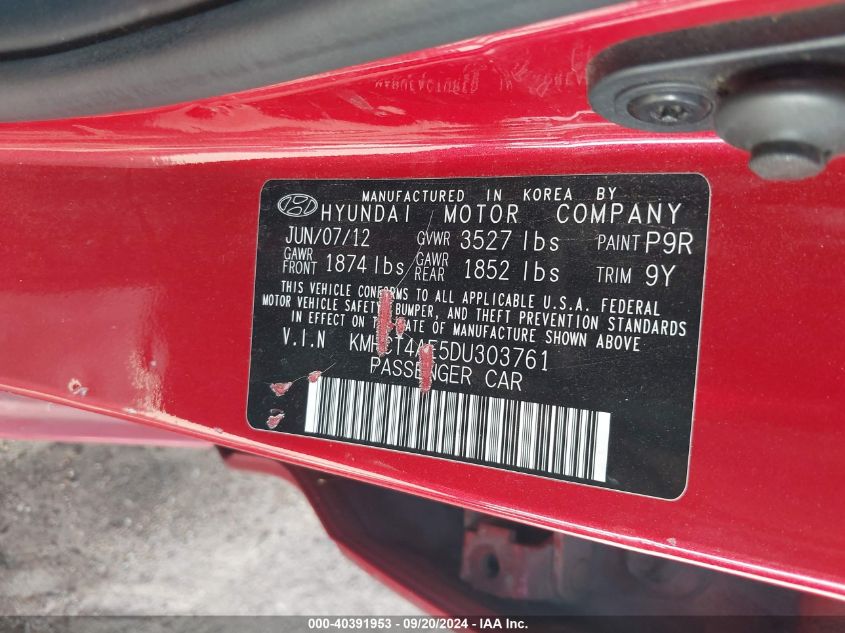 MANUFACTURED IN KOREA BY
HYUNDAI MOTOR COMPANY
JUN/07/12 GVWR 3527 lbs PAINT P9R
GAWR FRONT 1874 lbs GAWR REAR 1852 lbs TRIM 9Y
THIS VEHICLE CONFORMS TO ALL APPLICABLE U.S.A. FEDERAL
MOTOR VEHICLE SAFETY, BUMPER, AND THEFT PREVENTION STANDARDS
IN EFFECT ON THE DATE OF MANUFACTURE SHOWN ABOVE
V.I.N
PASSENGER CAR
000-40391953 - 09/20/2024 - IAA Inc.